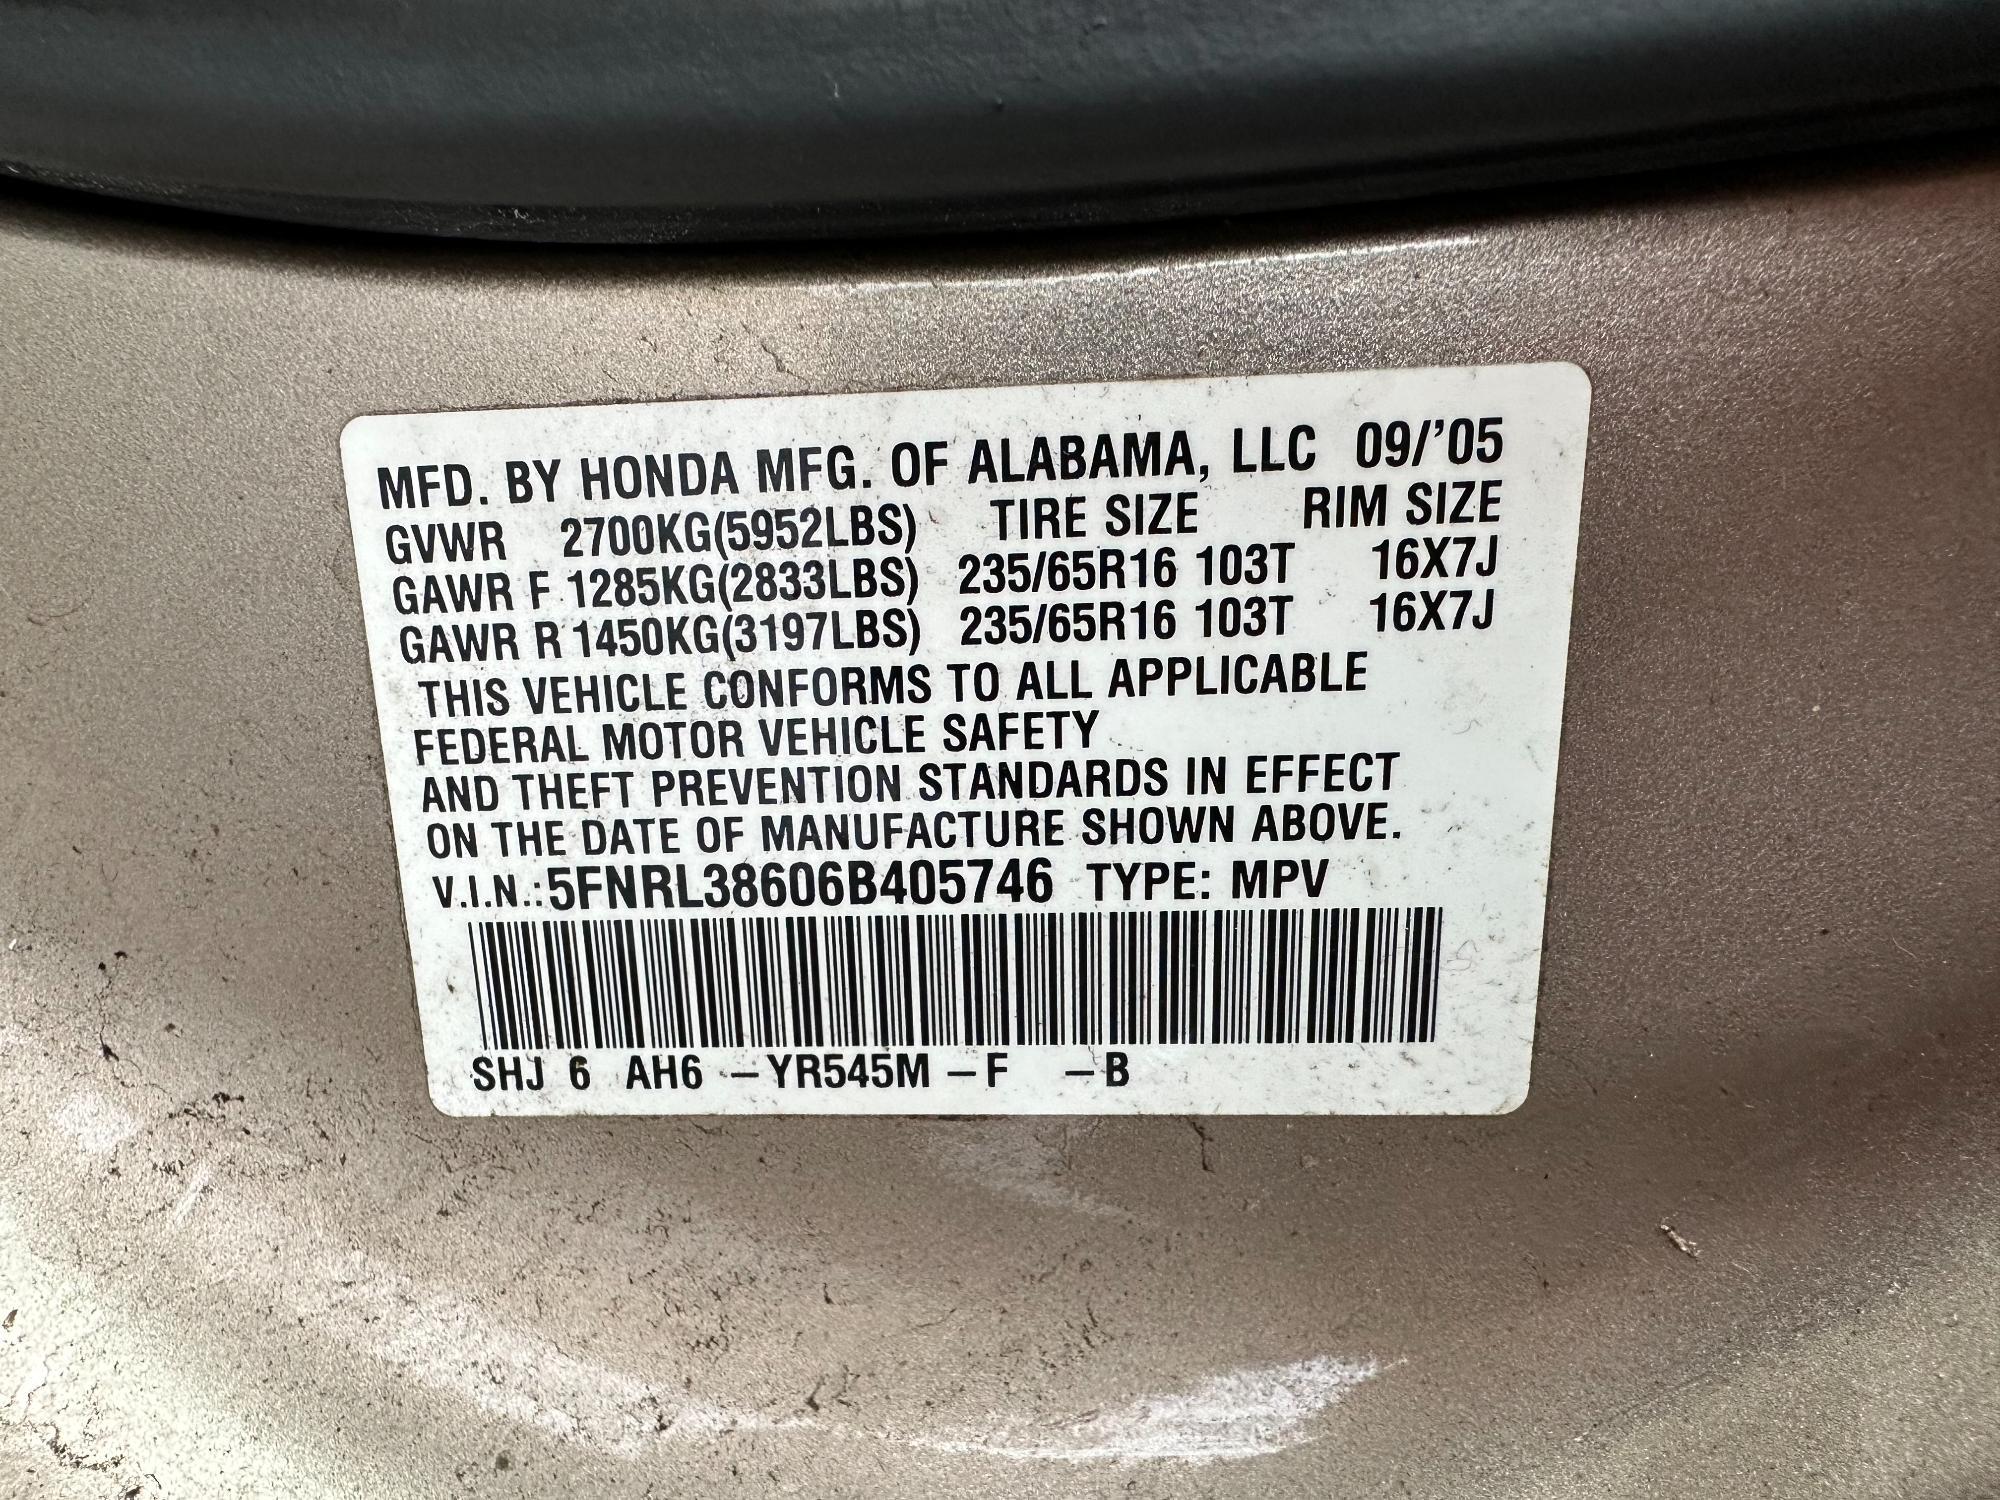 MFD. BY HONDA MFG. OF ALABAMA, LLC 09/'05
GVWR 2700KG(5952LBS) TIRE SIZE RIM SIZE
GAWR F 1285KG(2833LBS) 235/65R16 103T 16X7J
GAWR R 1450KG(3197LBS) 235/65R16 103T 16X7J
THIS VEHICLE CONFORMS TO ALL APPLICABLE
FEDERAL MOTOR VEHICLE SAFETY
AND THEFT PREVENTION STANDARDS IN EFFECT
ON THE DATE OF MANUFACTURE SHOWN ABOVE.
V.I.N.:5FNRL38606B405746 TYPE: MPV
SHJ 6 AH6 –YR545M –F –B